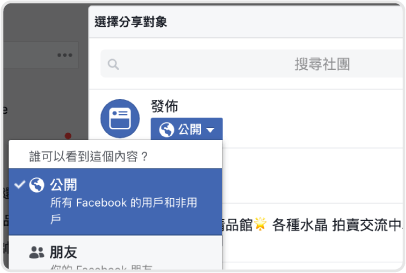 選擇分享對象
搜尋社團
發佈
公開
誰可以看到這個內容？
公開
所有 Facebook 的用戶和非用
戶
品館🌟 各種水晶 拍賣交流中
朋友
你的 Facebook 朋友